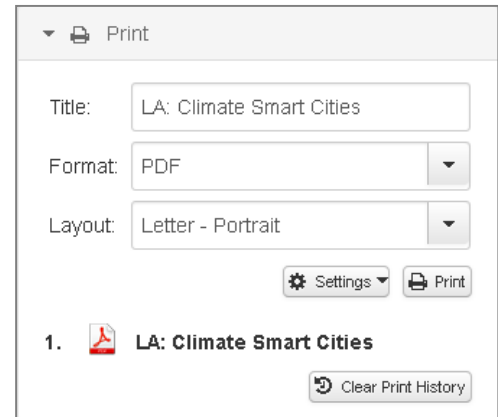 Print
Title: LA: Climate Smart Cities
Format: PDF
Layout: Letter - Portrait
Settings Print
1. LA: Climate Smart Cities
Clear Print History